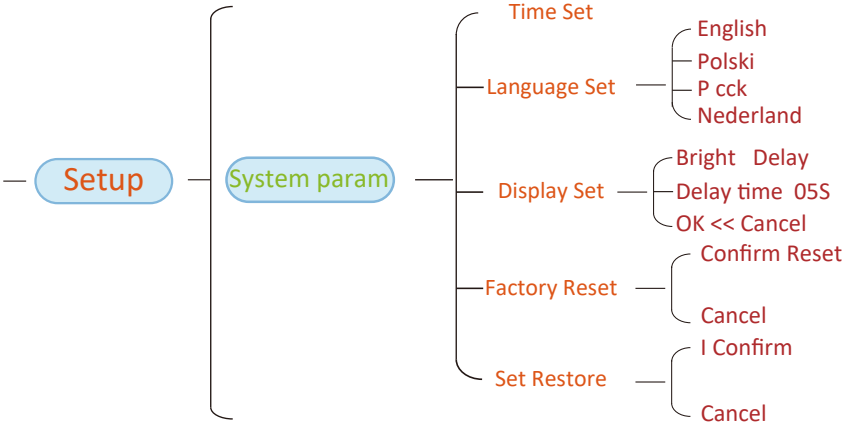 Setup
System param
Time Set
Language Set
English
Polski
P cck
Nederland
Display Set
Bright Delay
Delay time 05S
OK << Cancel
Factory Reset
Confirm Reset
Cancel
Set Restore
I Confirm
Cancel